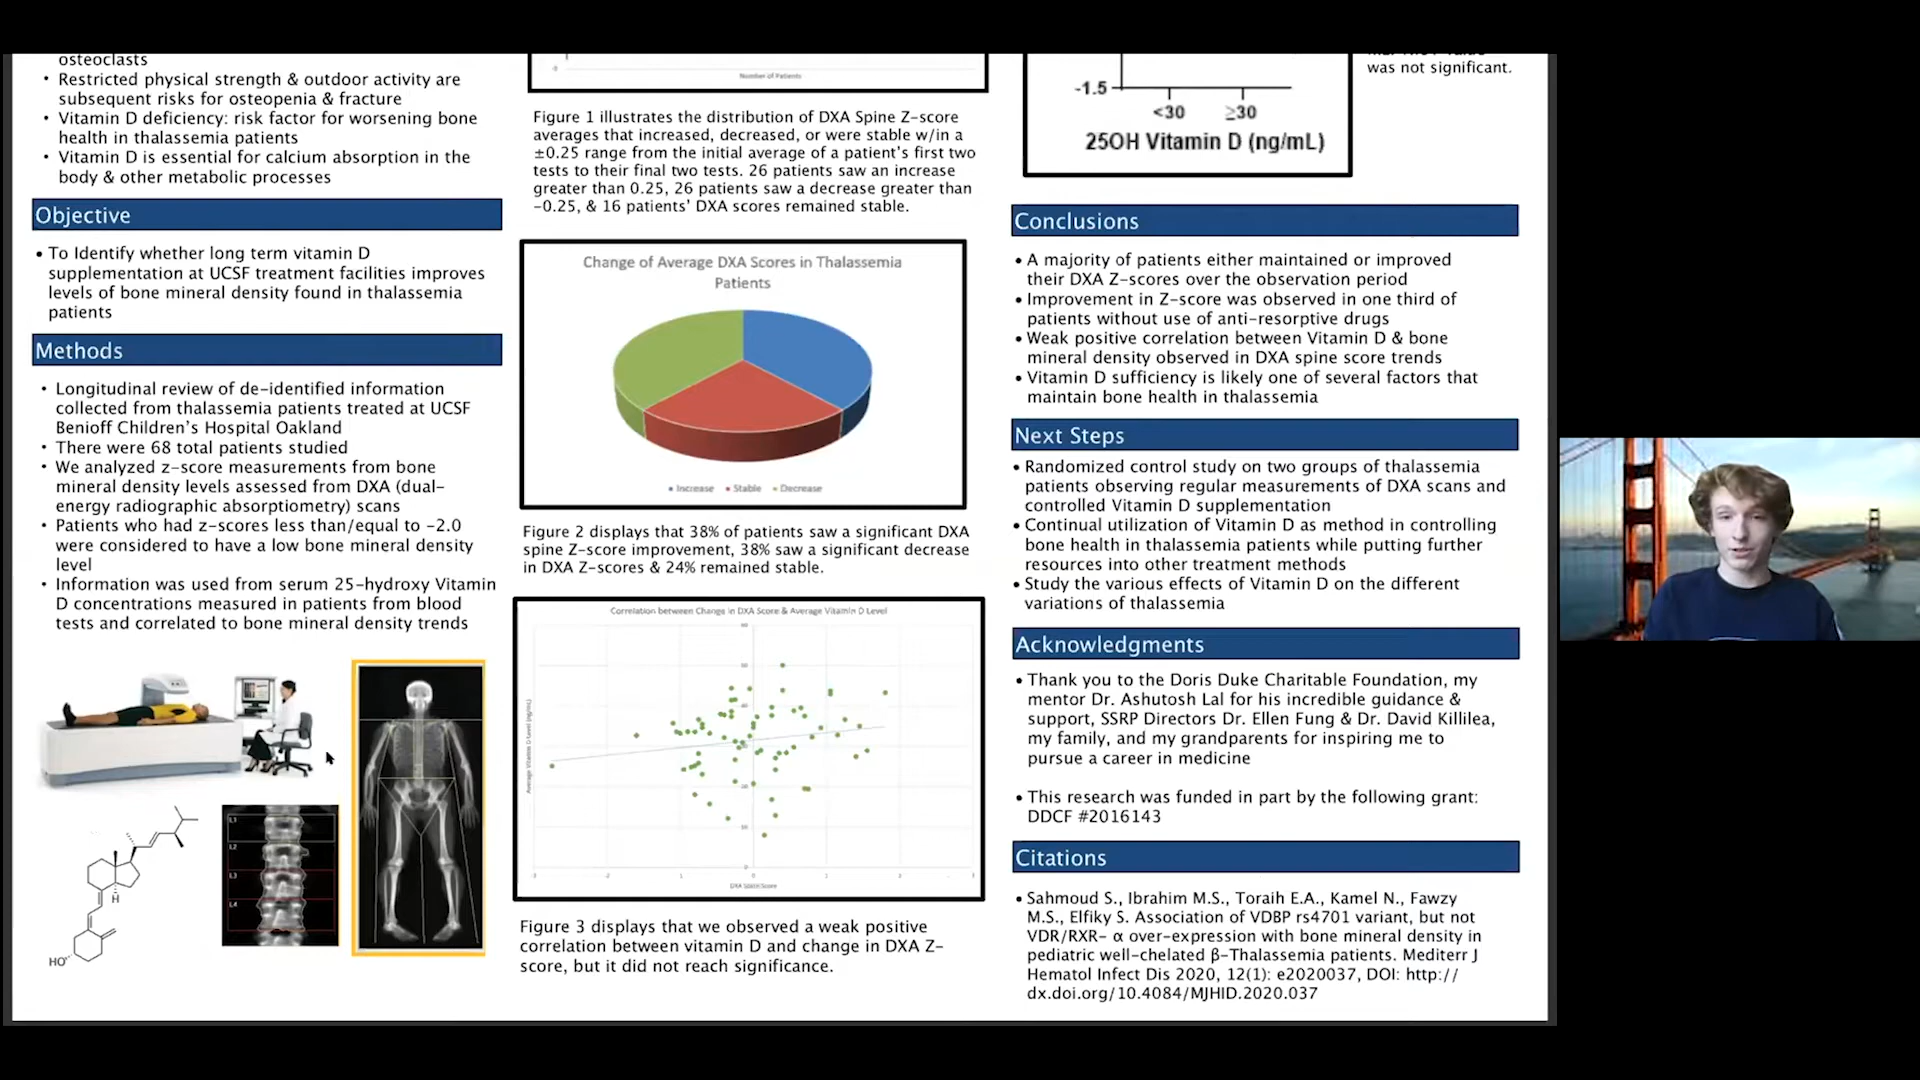 osteoclasts
• Restricted physical strength & outdoor activity are
subsequent risks for osteopenia & fracture
• Vitamin D deficiency: risk factor for worsening bone
health in thalassemia patients
• Vitamin D is essential for calcium absorption in the
body & other metabolic processes
Objective
• To Identify whether long term vitamin D
supplementation at UCSF treatment facilities improves
levels of bone mineral density found in thalassemia
patients
Methods
• Longitudinal review of de-identified information
collected from thalassemia patients treated at UCSF
Benioff Children's Hospital Oakland
• There were 68 total patients studied
• We analyzed z-score measurements from bone
mineral density levels assessed from DXA (dual-
energy radiographic absorptiometry) scans
• Patients who had z-scores less than/equal to -2.0
were considered to have a low bone mineral density
level
• Information was used from serum 25-hydroxy Vitamin
D concentrations measured in patients from blood
tests and correlated to bone mineral density trends
H
HO
L1
L2
L3
L4
Number of Patients
Figure 1 illustrates the distribution of DXA Spine Z-score
averages that increased, decreased, or were stable w/in a
±0.25 range from the initial average of a patient's first two
tests to their final two tests. 26 patients saw an increase
greater than 0.25, 26 patients saw a decrease greater than
-0.25, & 16 patients' DXA scores remained stable.
Change of Average DXA Scores in Thalassemia
Patients
Increase Stable Decrease
Figure 2 displays that 38% of patients saw a significant DXA
spine Z-score improvement, 38% saw a significant decrease
in DXA Z-scores & 24% remained stable.
Correlation between Change in DXA Score & Average Vitamin D Level
Average Vitamin D Level (ng/mL)
DXA Spine Score
Figure 3 displays that we observed a weak positive
correlation between vitamin D and change in DXA Z-
score, but it did not reach significance.
-1.5
<30 ≥30
25OH Vitamin D (ng/mL)
was not significant.
Conclusions
• A majority of patients either maintained or improved
their DXA Z-scores over the observation period
• Improvement in Z-score was observed in one third of
patients without use of anti-resorptive drugs
• Weak positive correlation between Vitamin D & bone
mineral density observed in DXA spine score trends
• Vitamin D sufficiency is likely one of several factors that
maintain bone health in thalassemia
Next Steps
• Randomized control study on two groups of thalassemia
patients observing regular measurements of DXA scans and
controlled Vitamin D supplementation
• Continual utilization of Vitamin D as method in controlling
bone health in thalassemia patients while putting further
resources into other treatment methods
• Study the various effects of Vitamin D on the different
variations of thalassemia
Acknowledgments
• Thank you to the Doris Duke Charitable Foundation, my
mentor Dr. Ashutosh Lal for his incredible guidance &
support, SSRP Directors Dr. Ellen Fung & Dr. David Killilea,
my family, and my grandparents for inspiring me to
pursue a career in medicine
• This research was funded in part by the following grant:
DDCF #2016143
Citations
• Sahmoud S., Ibrahim M.S., Toraih E.A., Kamel N., Fawzy
M.S., Elfiky S. Association of VDBP rs4701 variant, but not
VDR/RXR- α over-expression with bone mineral density in
pediatric well-chelated β-Thalassemia patients. Mediterr J
Hematol Infect Dis 2020, 12(1): e2020037, DOI: http://
dx.doi.org/10.4084/MJHID.2020.037